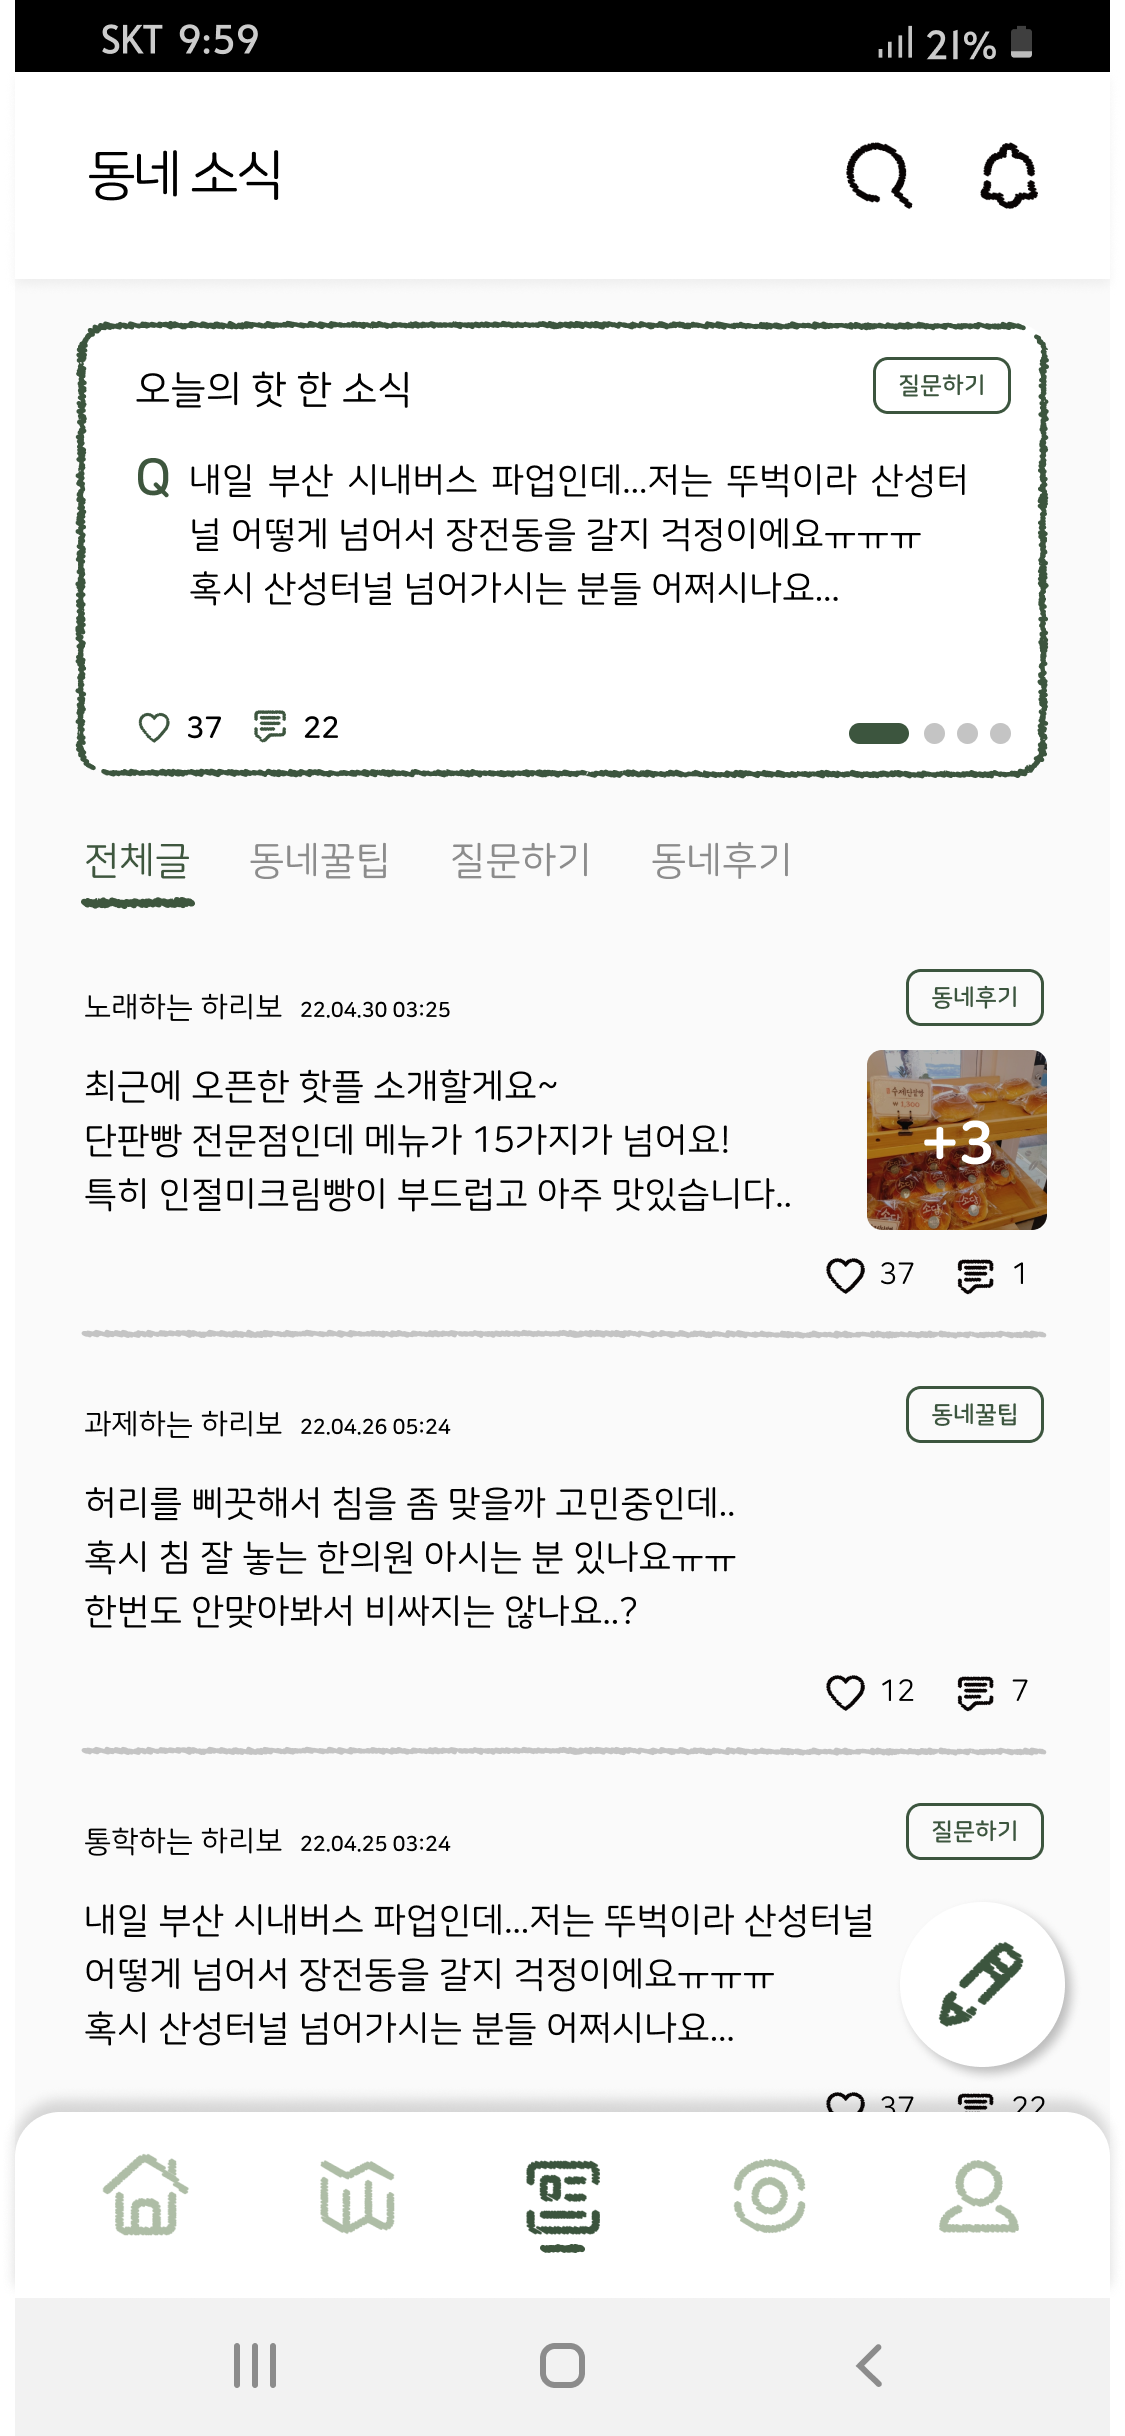 SKT 9:59
21%
동네 소식
오늘의 핫 한 소식
질문하기
Q 내일 부산 시내버스 파업인데...저는 뚜벅이라 산성터
널 어떻게 넘어서 장전동을 갈지 걱정이에요ㅠㅠㅠ
혹시 산성터널 넘어가시는 분들 어쩌시나요...
37 22
전체글 동네꿀팁 질문하기 동네후기
노래하는 하리보 22.04.30 03:25
동네후기
최근에 오픈한 핫플 소개할게요~
단판빵 전문점인데 메뉴가 15가지가 넘어요!
특히 인절미크림빵이 부드럽고 아주 맛있습니다..
수제단팥빵
₩ 1,500
+3
37 1
과제하는 하리보 22.04.26 05:24
동네꿀팁
허리를 삐끗해서 침을 좀 맞을까 고민중인데..
혹시 침 잘 놓는 한의원 아시는 분 있나요ㅠㅠ
한번도 안맞아봐서 비싸지는 않나요..?
12 7
통학하는 하리보 22.04.25 03:24
질문하기
내일 부산 시내버스 파업인데...저는 뚜벅이라 산성터널
어떻게 넘어서 장전동을 갈지 걱정이에요ㅠㅠㅠ
혹시 산성터널 넘어가시는 분들 어쩌시나요...
37 22